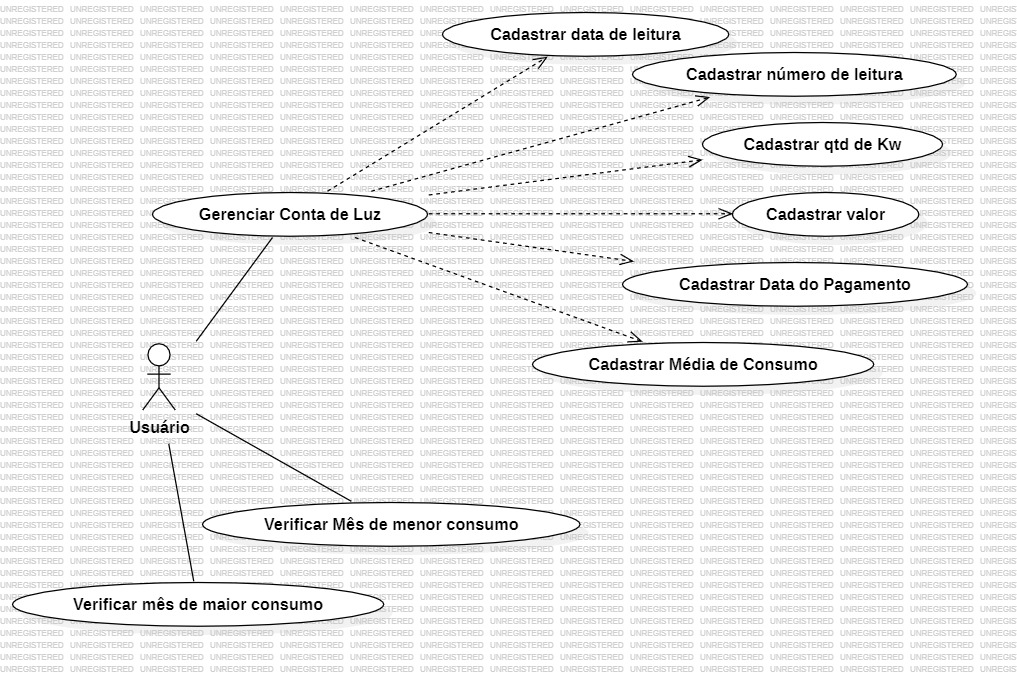 Cadastrar data de leitura
Cadastrar número de leitura
Cadastrar qtd de Kw
Gerenciar Conta de Luz
Cadastrar valor
Cadastrar Data do Pagamento
Cadastrar Média de Consumo
Usuário
Verificar Mês de menor consumo
Verificar mês de maior consumo
UNREGISTERED